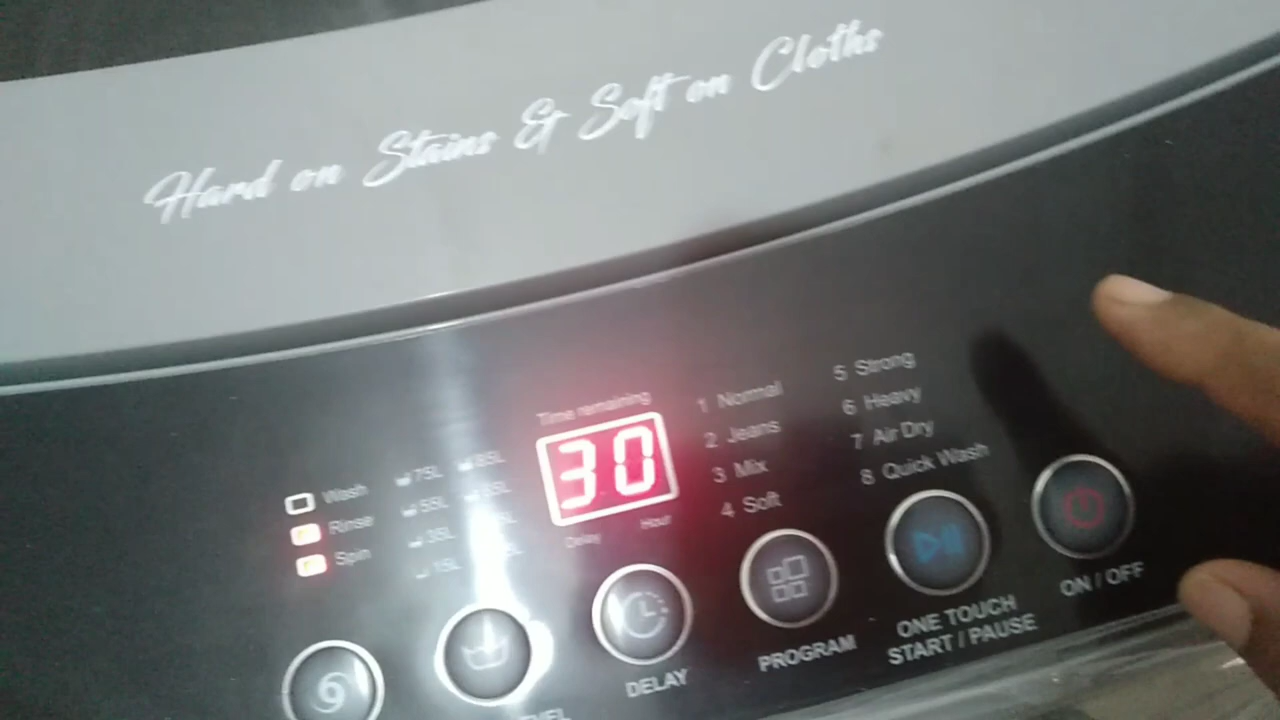 Hard on Stains & Soft on Cloths
Time remaining
30
Delay Hour
Wash
Rinse
Spin
75L
55L
35L
15L
1 Normal
2 Jeans
3 Mix
4 Soft
5 Strong
6 Heavy
7 Air Dry
8 Quick Wash
DELAY
PROGRAM
ONE TOUCH
START / PAUSE
ON / OFF